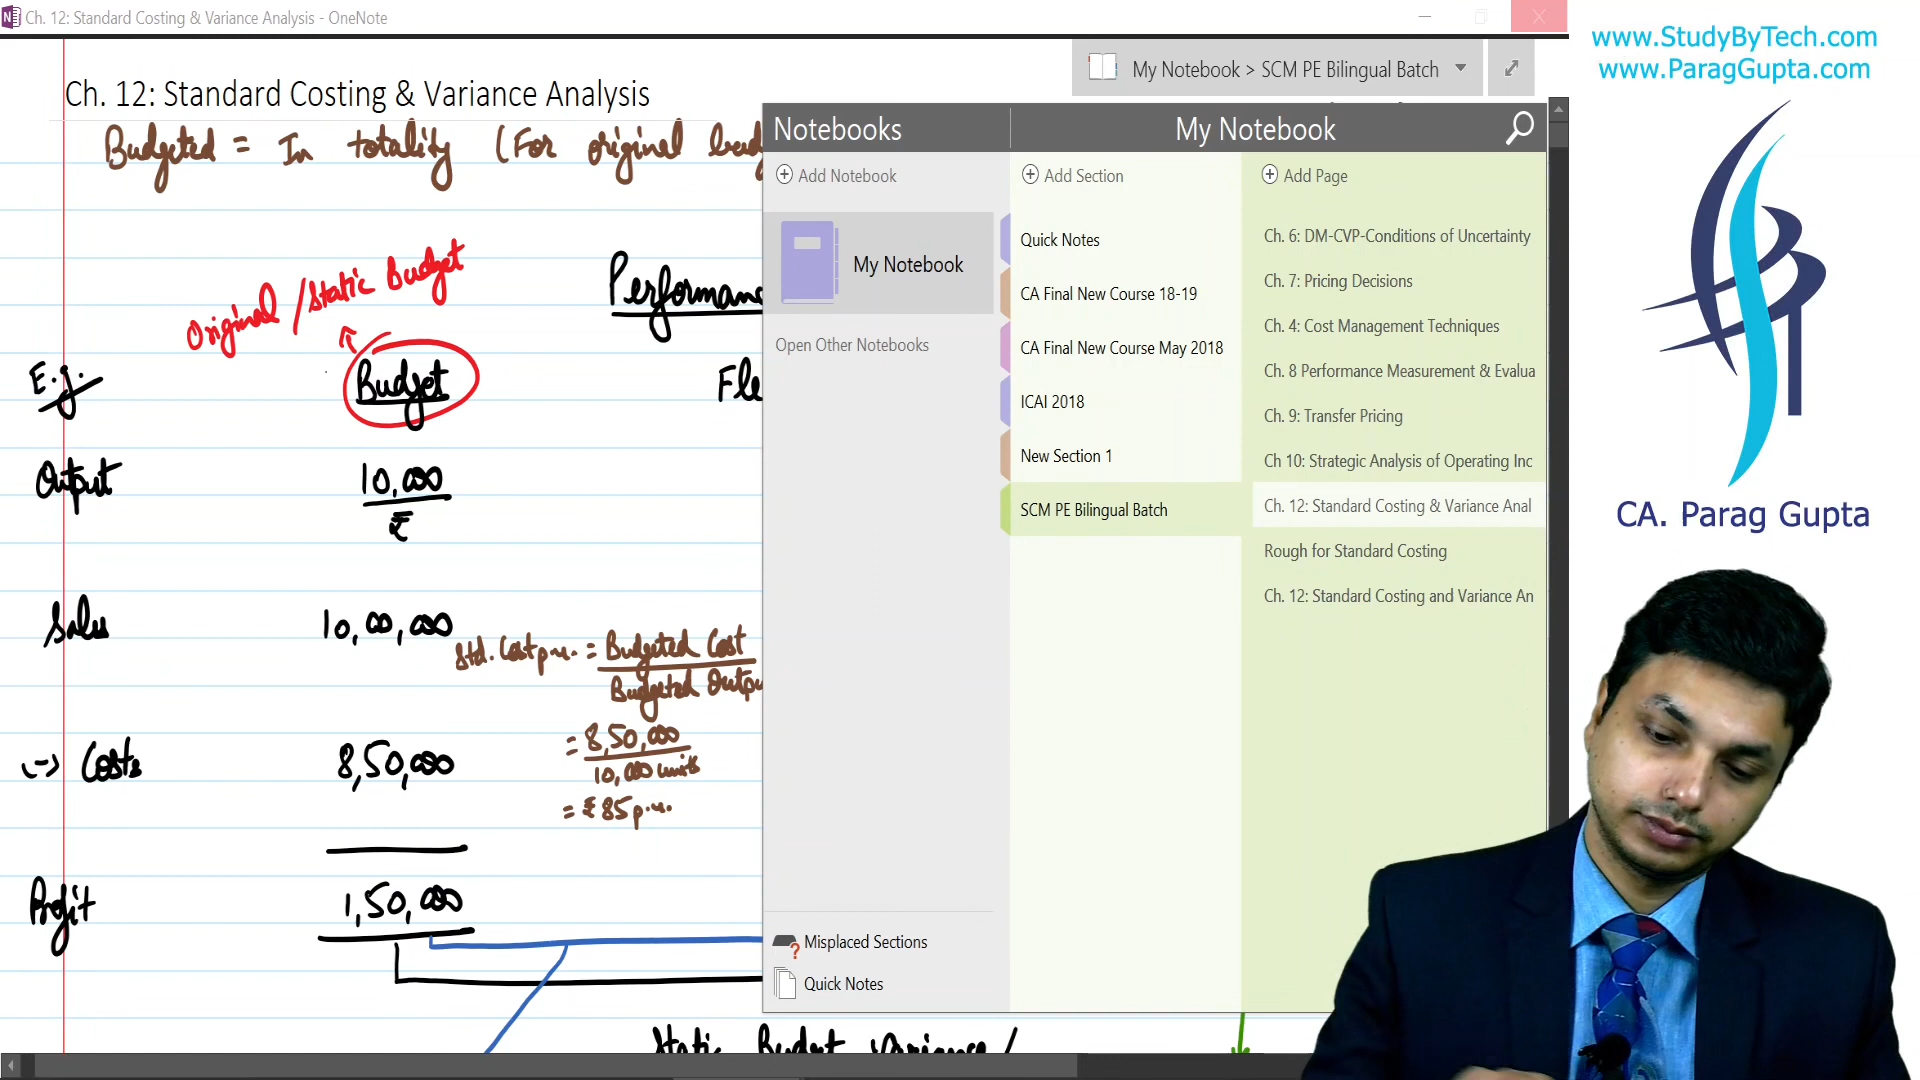 Ch. 12: Standard Costing & Variance Analysis - OneNote
www.StudyByTech.com
www.ParagGupta.com
My Notebook > SCM PE Bilingual Batch
Ch. 12: Standard Costing & Variance Analysis
Budgeted = In totality (For original
Notebooks
My Notebook
Add Notebook
Add Section
Add Page
My Notebook
Open Other Notebooks
Quick Notes
CA Final New Course 18-19
CA Final New Course May 2018
ICAI 2018
New Section 1
SCM PE Bilingual Batch
Ch. 6: DM-CVP-Conditions of Uncertainty
Ch. 7: Pricing Decisions
Ch. 4: Cost Management Techniques
Ch. 8 Performance Measurement & Evalua
Ch. 9: Transfer Pricing
Ch 10: Strategic Analysis of Operating Inc
Ch. 12: Standard Costing & Variance Anal
Rough for Standard Costing
Ch. 12: Standard Costing and Variance An
Misplaced Sections
Quick Notes
Original/Static Budget
Performanc
E.g.
Budget
Fle
Output
10,000
₹
Sales
10,00,000
Std. Cost p.u. = Budgeted Cost
Budgeted Outpu
= 8,50,000
10,000 units
= ₹ 85 p.u.
(-) Costs
8,50,000
Profit
1,50,000
Static Budget Variance/
CA. Parag Gupta